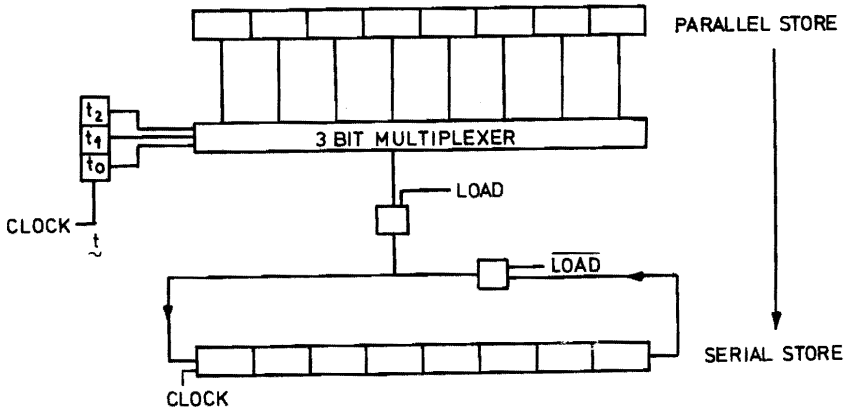 PARALLEL STORE
t2
t1
t0
3 BIT MULTIPLEXER
LOAD
CLOCK
t
LOAD
SERIAL STORE
CLOCK